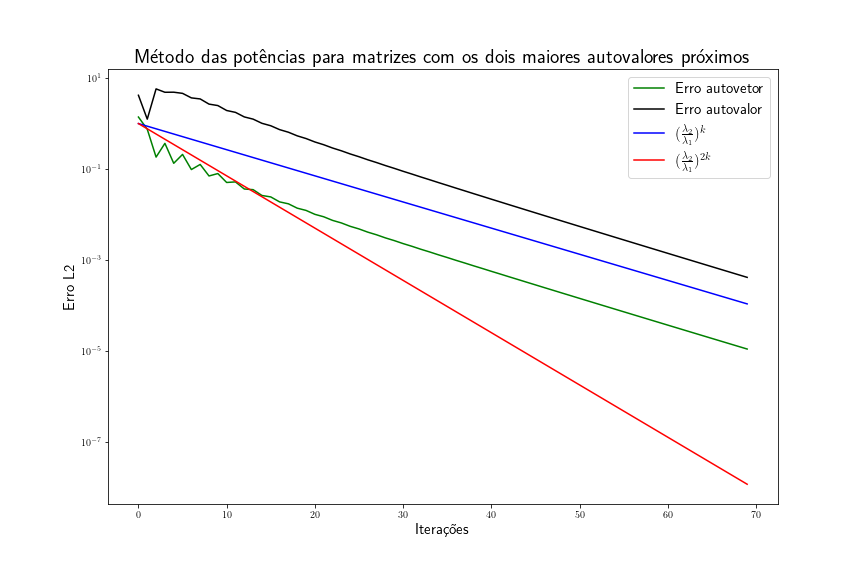 Método das potências para matrizes com os dois maiores autovalores próximos
Erro autovetor
Erro autovalor
$(\frac{\lambda_2}{\lambda_1})^k$
$(\frac{\lambda_2}{\lambda_1})^{2k}$
Erro L2
10^1
10^{-1}
10^{-3}
10^{-5}
10^{-7}
0 10 20 30 40 50 60 70
Iterações